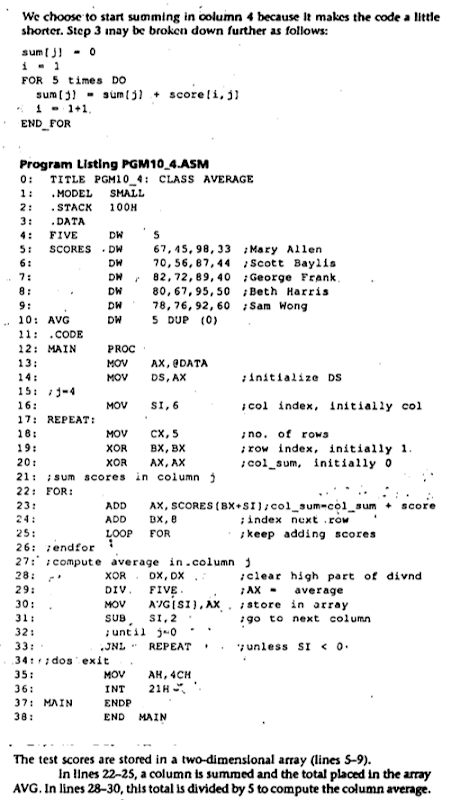 We choose to start summing in column 4 because it makes the code a little
shorter. Step 3 may be broken down further as follows:
sum[j] = 0
i = 1
FOR 5 times DO
sum[j] = sum[j] + score[i,j]
i = 1+1
END_FOR
Program Listing PGM10_4.ASM
0: TITLE PGM10_4: CLASS AVERAGE
1: .MODEL SMALL
2: .STACK 100H
3: .DATA
4: FIVE DW 5
5: SCORES DW 67,45,98,33 ;Mary Allen
6: DW 70,56,87,44 ;Scott Baylis
7: DW 82,72,89,40 ;George Frank
8: DW 80,67,95,50 ;Beth Harris
9: DW 78,76,92,60 ;Sam Wong
10: AVG DW 5 DUP (0)
11: .CODE
12: MAIN PROC
13: MOV AX,@DATA
14: MOV DS,AX ;initialize DS
15: ;j=4
16: MOV SI,6 ;col index, initially col
17: REPEAT:
18: MOV CX,5 ;no. of rows
19: XOR BX,BX ;row index, initially 1.
20: XOR AX,AX ;col_sum, initially 0
21: ;sum scores in column j
22: FOR:
23: ADD AX,SCORES[BX+SI];col_sum=col_sum + score
24: ADD BX,8 ;index next row
25: LOOP FOR ;keep adding scores
26: ;endfor
27: ;compute average in column j
28: XOR DX,DX ;clear high part of divnd
29: DIV FIVE ;AX = average
30: MOV AVG[SI],AX ;store in array
31: SUB SI,2 ;go to next column
32: ;until j=0
33: JNL REPEAT ;unless SI < 0
34: ;dos exit
35: MOV AH,4CH
36: INT 21H
37: MAIN ENDP
38: END MAIN
The test scores are stored in a two-dimensional array (lines 5–9).
In lines 22–25, a column is summed and the total placed in the array
AVG. In lines 28–30, this total is divided by 5 to compute the column average.